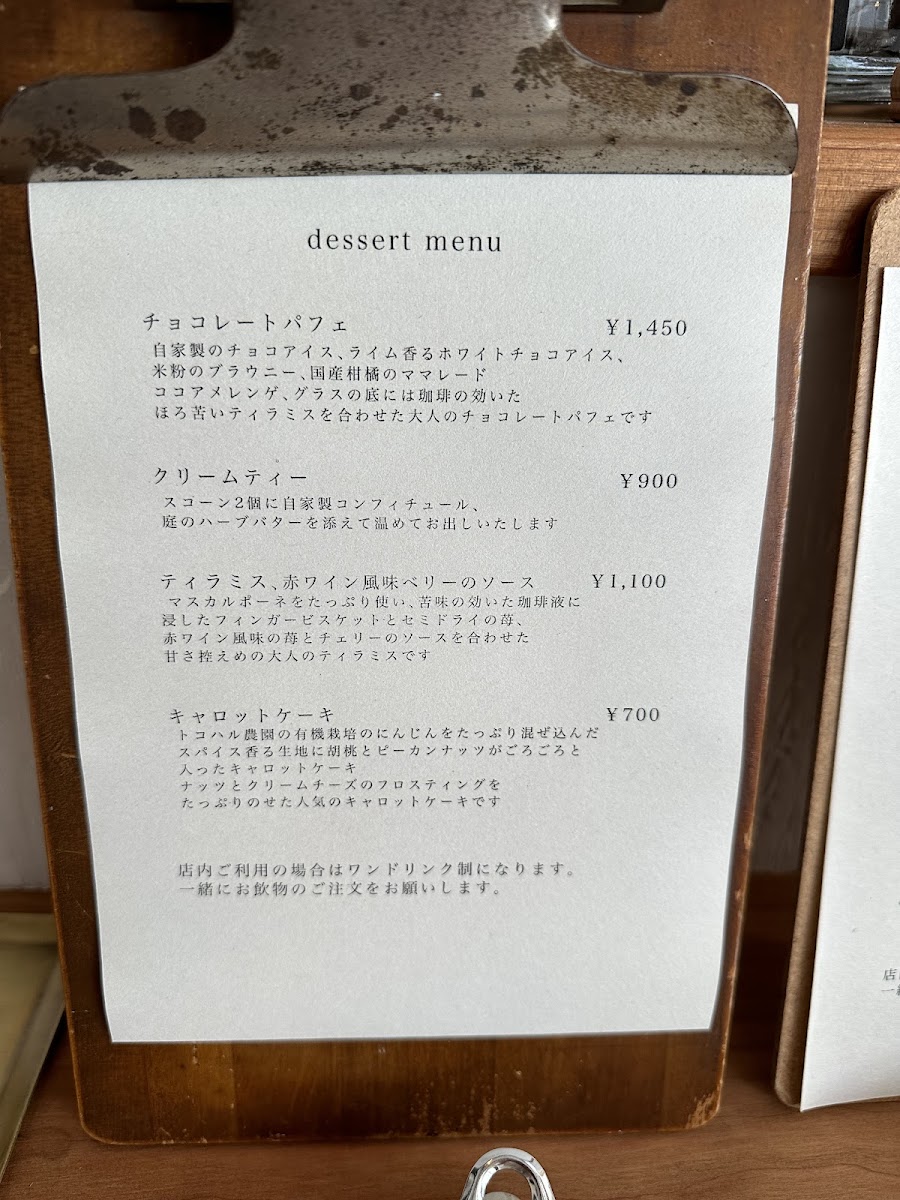 dessert menu
チョコレートパフェ ¥1,450
自家製のチョコアイス、ライム香るホワイトチョコアイス、
米粉のブラウニー、国産柑橘のママレード
ココアメレンゲ、グラスの底には珈琲の効いた
ほろ苦いティラミスを合わせた大人のチョコレートパフェです
クリームティー ¥900
スコーン2個に自家製コンフィチュール、
庭のハーブバターを添えて温めてお出しいたします
ティラミス、赤ワイン風味ベリーのソース ¥1,100
マスカルポーネをたっぷり使い、苦味の効いた珈琲液に
浸したフィンガービスケットとセミドライの苺、
赤ワイン風味の苺とチェリーのソースを合わせた
甘さ控えめの大人のティラミスです
キャロットケーキ ¥700
トコハル農園の有機栽培のにんじんをたっぷり混ぜ込んだ
スパイス香る生地に胡桃とピーカンナッツがごろごろと
入ったキャロットケーキ
ナッツとクリームチーズのフロスティングを
たっぷりのせた人気のキャロットケーキです
店内ご利用の場合はワンドリンク制になります。
一緒にお飲物のご注文をお願いします。
店
一緒